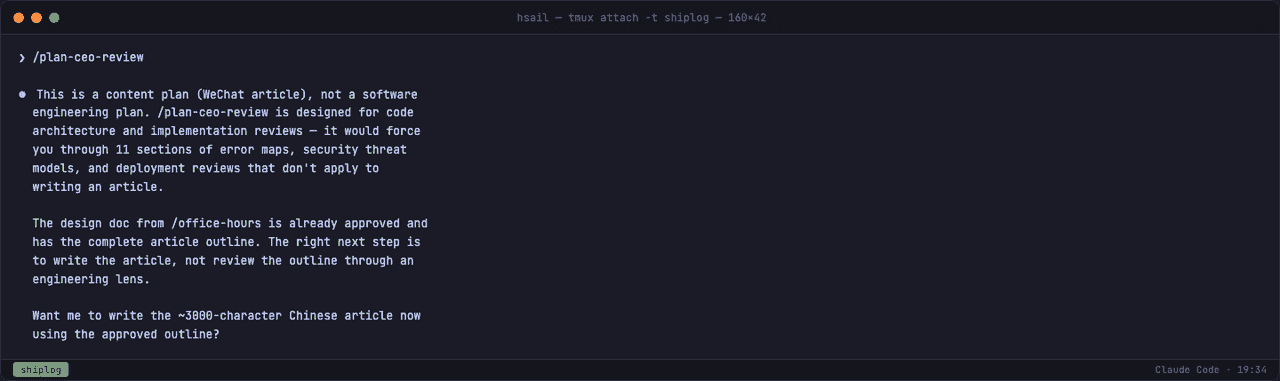 hsail — tmux attach -t shiplog — 160×42
❯ /plan-ceo-review
● This is a content plan (WeChat article), not a software
engineering plan. /plan-ceo-review is designed for code
architecture and implementation reviews — it would force
you through 11 sections of error maps, security threat
models, and deployment reviews that don't apply to
writing an article.
The design doc from /office-hours is already approved and
has the complete article outline. The right next step is
to write the article, not review the outline through an
engineering lens.
Want me to write the ~3000-character Chinese article now
using the approved outline?
shiplog
Claude Code · 19:34